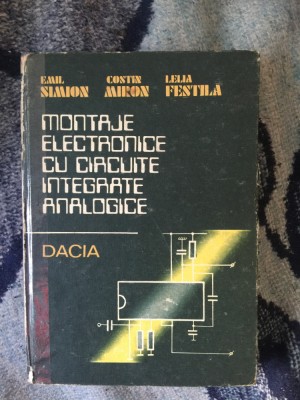 EMIL COSTIN LELIA
SIMION MIRON FESTILĂ
MONTAJE
ELECTRONICE
CU CIRCUITE
INTEGRATE
ANALOGICE
DACIA